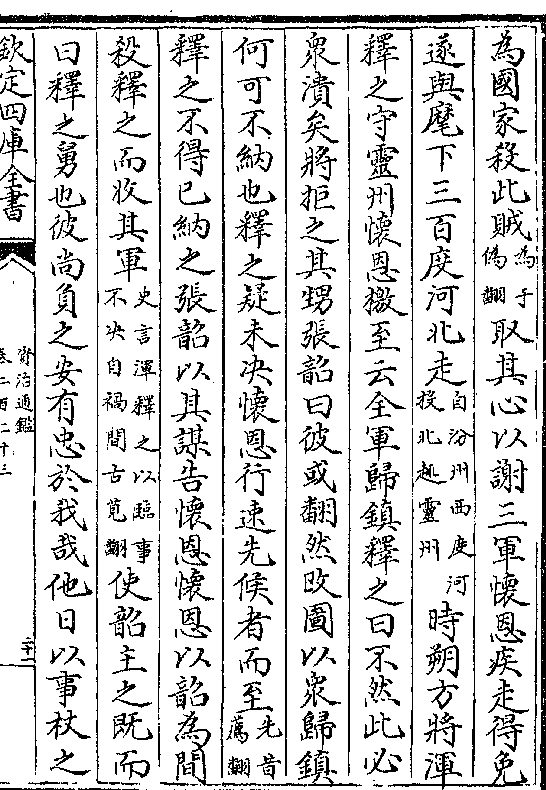 為國家殺此賊為于偽翻取其心以謝三軍懷恩疾走得免
遂與麾下三百度河北走自汾州西度河投北趣靈州時朔方將渾
釋之守靈州懷恩檄至云全軍歸鎮釋之曰不然此必
衆潰矣將拒之其甥張韶曰彼或翻然改圖以衆歸鎮
何可不納也釋之疑未決懷恩行速先候者而至先昔薦翻
釋之不得已納之張韶以其謀告懷恩懷恩以韶為間
殺釋之而收其軍史言渾釋之以臨事不决自禍間古莧翻使韶主之既而
曰釋之舅也彼尚負之安有忠於我哉他日以事杖之
欽定四庫全書
資治通鑑
卷二百二十三
二十二